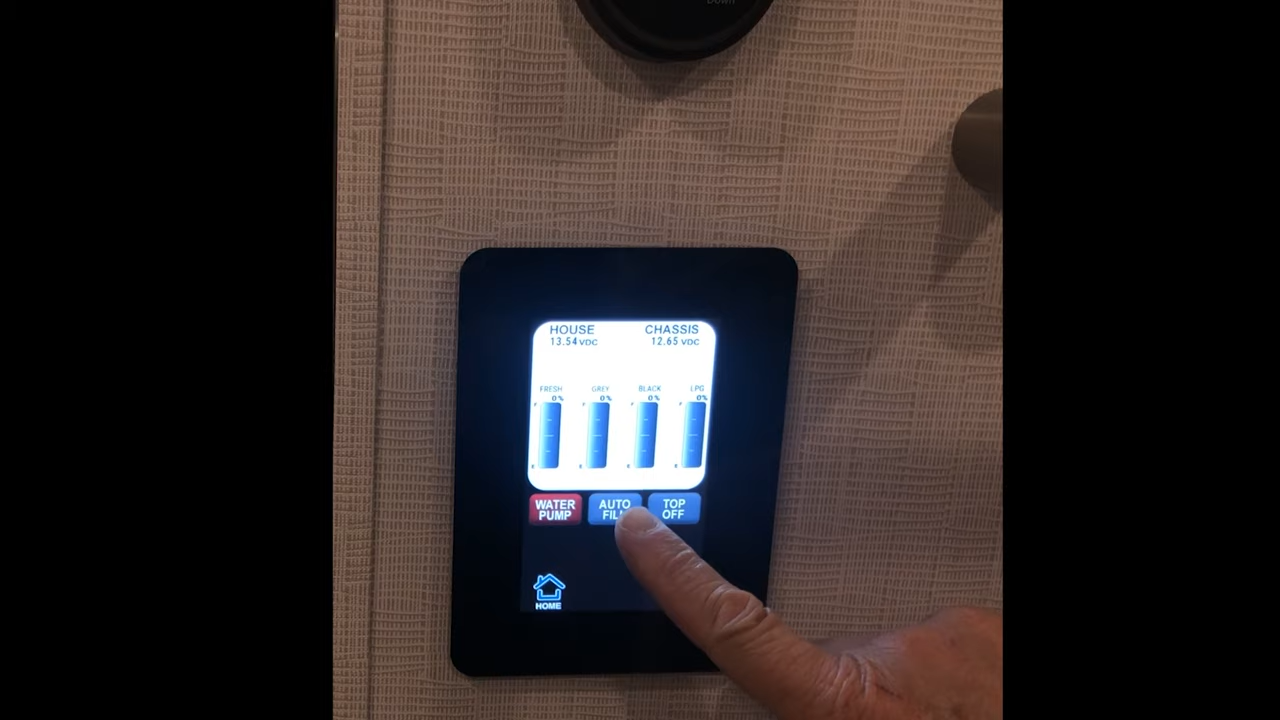 DOWN
HOUSE CHASSIS
13.54 VDC 12.65 VDC
FRESH GREY BLACK LPG
0% 0% 0% 0%
F F F F
E E E E
WATER PUMP
AUTO
TOP OFF
HOME